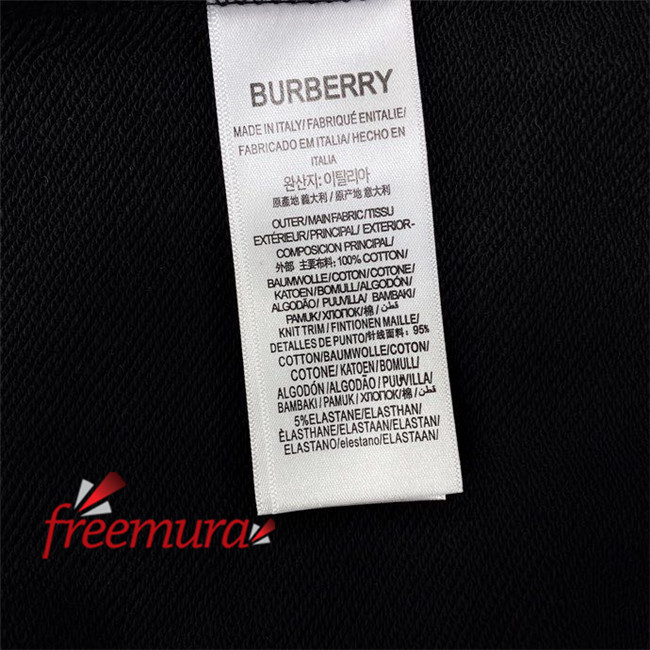 BURBERRY
MADE IN ITALY/ FABRIQUÉ ENITALIE/
FABRICADO EM ITALIA/ HECHO EN
ITALIA
완산지: 이탈리아
原產地 義大利 / 原产地 意大利
OUTER/MAIN FABRIC/TISSU
EXTÉRIEUR/PRINCIPAL/ EXTERIOR-
COMPOSICION PRINCIPAL/
外部 主要布料: 100% COTTON/
BAUMWOLLE/COTON/COTONE/
KATOEN/BOMULL/ALGODÓN/
ALGODÃO/ PUUVILLA/ BAMBAKI/
PAMUK/ХЛОПОК/棉/ قطن/
KNIT TRIM / FINTIONEN MAILLE/
DETALLES DE PUNTO/针线面料: 95%
COTTON/BAUMWOLLE/COTON/
COTONE/ KATOEN/ BOMULL/
ALGODÓN/ALGODÃO / PUUVILLA/
BAMBAKI / PAMUK / ХЛОПОК/棉/ قطن /
5%ELASTANE/ELASTHAN/
ÈLASTHANE/ELASTAAN/ELASTAN/
ELASTANO/elestano/ELASTAAN/
freemura